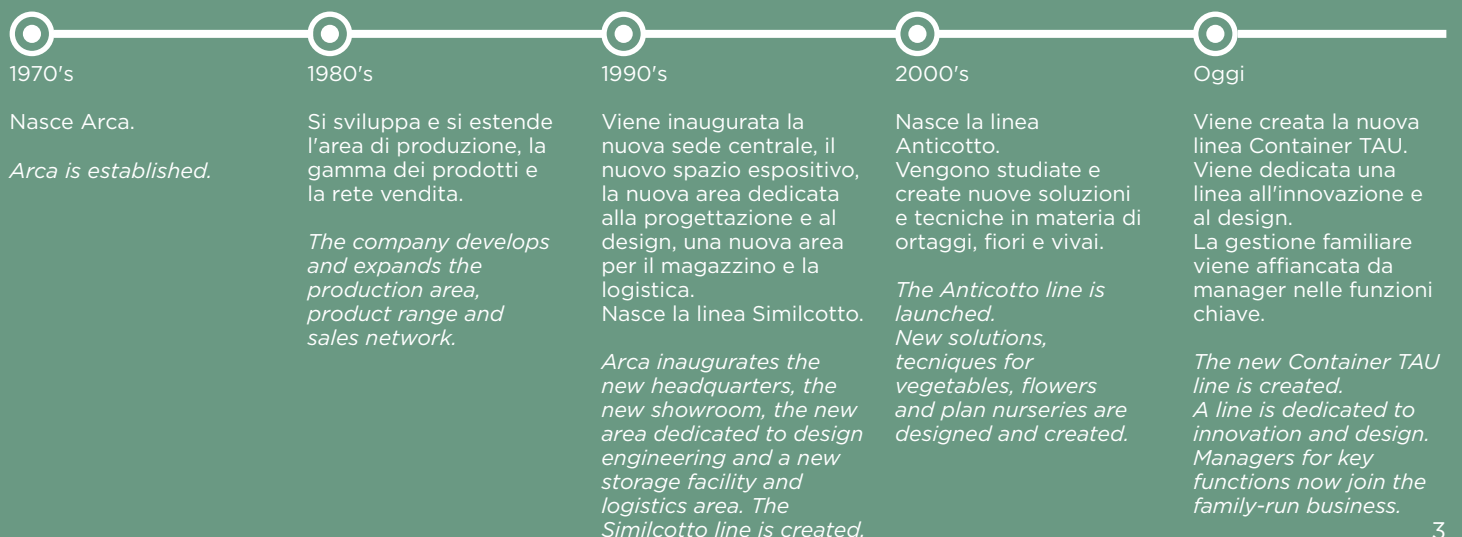 1970's
Nasce Arca.
Arca is established.
1980's
Si sviluppa e si estende
l'area di produzione, la
gamma dei prodotti e
la rete vendita.
The company develops
and expands the
production area,
product range and
sales network.
1990's
Viene inaugurata la
nuova sede centrale, il
nuovo spazio espositivo,
la nuova area dedicata
alla progettazione e al
design, una nuova area
per il magazzino e la
logistica.
Nasce la linea Similcotto.
Arca inaugurates the
new headquarters, the
new showroom, the new
area dedicated to design
engineering and a new
storage facility and
logistics area. The
Similcotto line is created.
2000's
Nasce la linea
Anticotto.
Vengono studiate e
create nuove soluzioni
e tecniche in materia di
ortaggi, fiori e vivai.
The Anticotto line is
launched.
New solutions,
tecniques for
vegetables, flowers
and plan nurseries are
designed and created.
Oggi
Viene creata la nuova
linea Container TAU.
Viene dedicata una
linea all'innovazione e
al design.
La gestione familiare
viene affiancata da
manager nelle funzioni
chiave.
The new Container TAU
line is created.
A line is dedicated to
innovation and design.
Managers for key
functions now join the
family-run business.
3